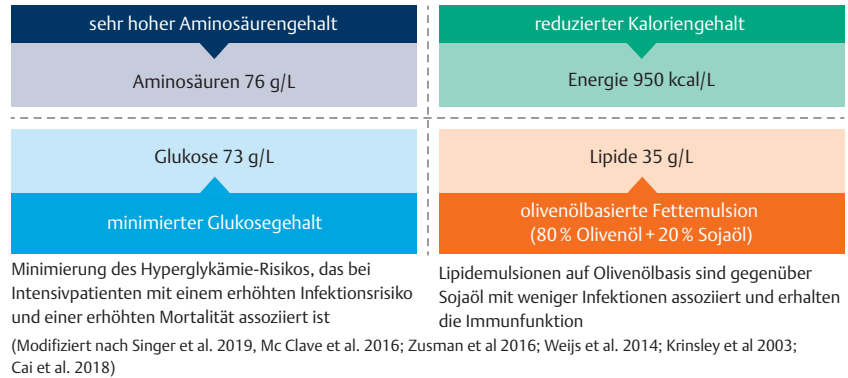 sehr hoher Aminosäurengehalt
Aminosäuren 76 g/L
reduzierter Kaloriengehalt
Energie 950 kcal/L
Glukose 73 g/L
minimierter Glukosegehalt
Minimierung des Hyperglykämie-Risikos, das bei
Intensivpatienten mit einem erhöhten Infektionsrisiko
und einer erhöhten Mortalität assoziiert ist
Lipide 35 g/L
olivenölbasierte Fettemulsion
(80 % Olivenöl + 20 % Sojaöl)
Lipidemulsionen auf Olivenölbasis sind gegenüber
Sojaöl mit weniger Infektionen assoziiert und erhalten
die Immunfunktion
(Modifiziert nach Singer et al. 2019, Mc Clave et al. 2016; Zusman et al 2016; Weijs et al. 2014; Krinsley et al 2003;
Cai et al. 2018)